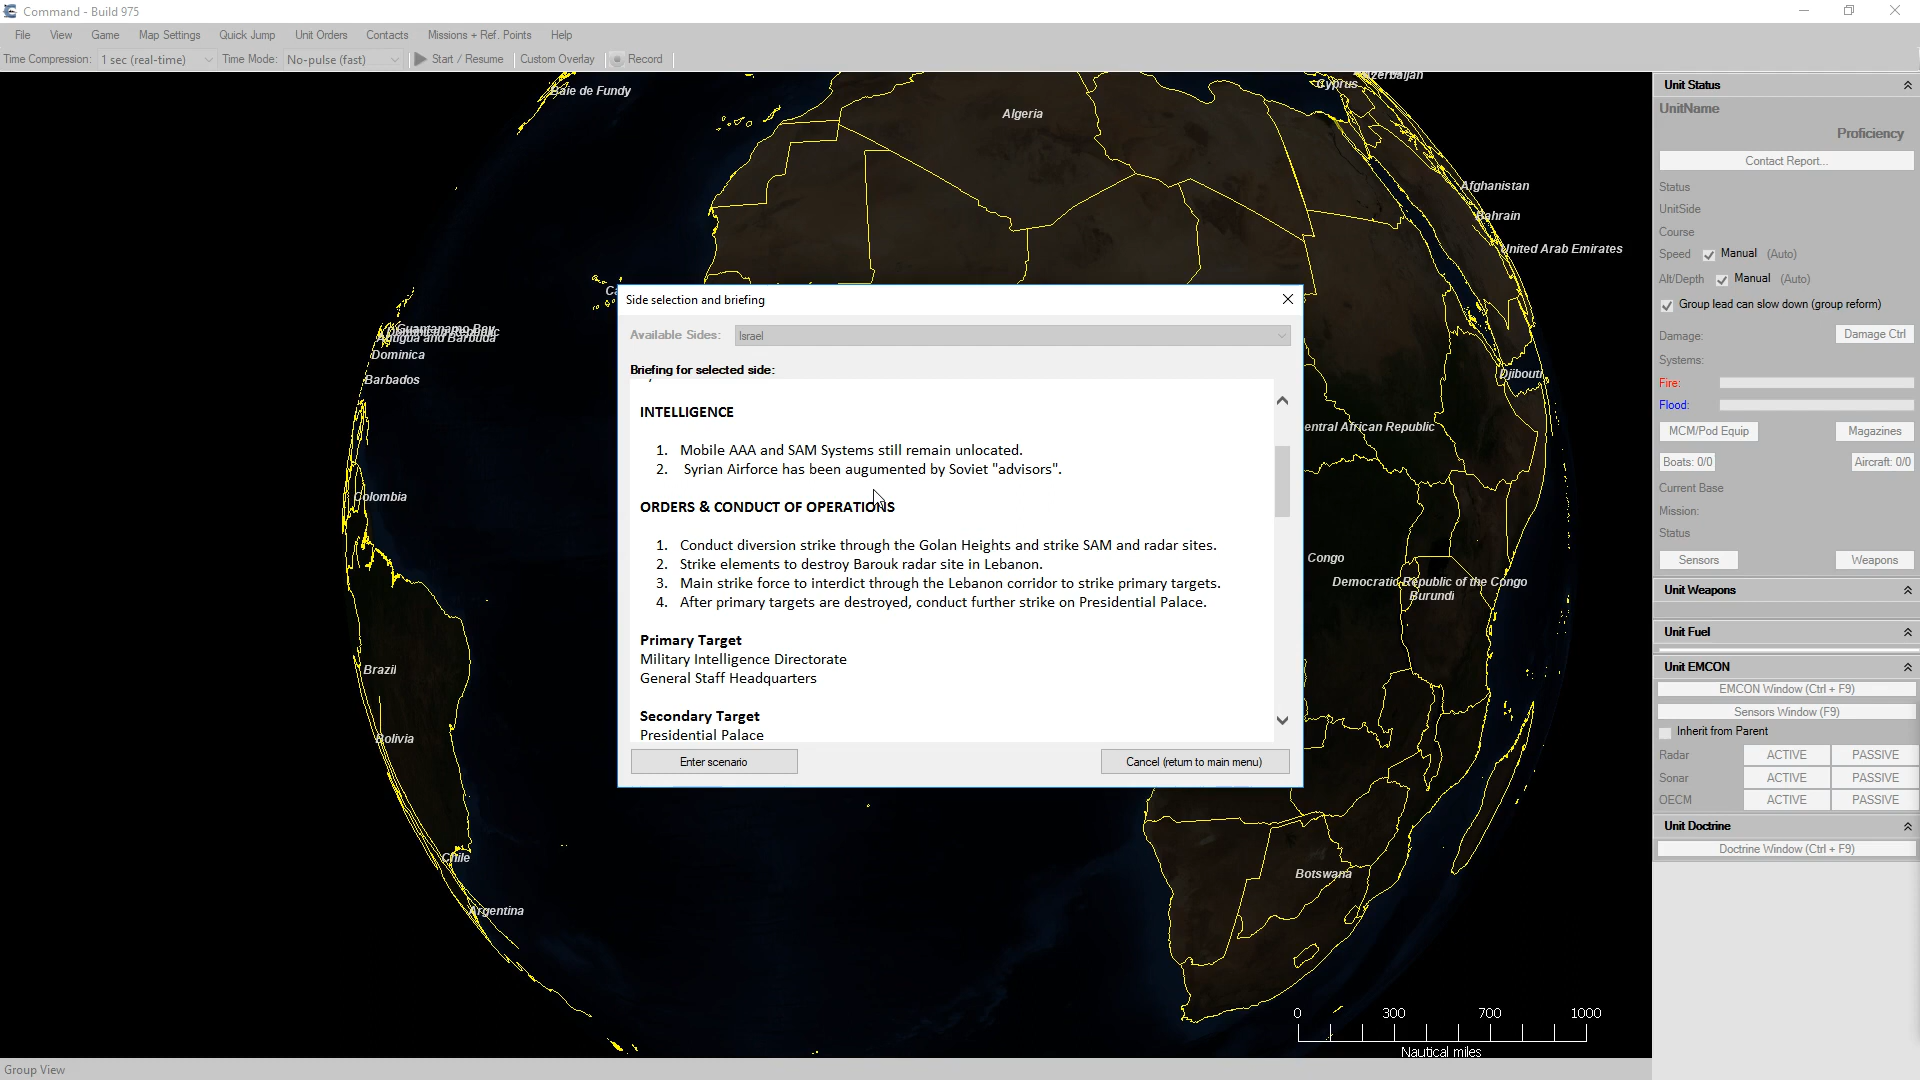 Command - Build 975
File View Game Map Settings Quick Jump Unit Orders Contacts Missions + Ref. Points Help
Time Compression: 1 sec (real-time) Time Mode: No-pulse (fast) Start / Resume Custom Overlay Record
Baie de Fundy
Algeria
Cyprus
Azerbaijan
Afghanistan
Bahrain
United Arab Emirates
Guantanamo Bay
Dominican Republic
Antigua and Barbuda
Dominica
Barbados
Djibouti
Central African Republic
Colombia
Congo
Democratic Republic of the Congo
Burundi
Brazil
Bolivia
Chile
Argentina
Botswana
0 300 700 1000
Nautical miles
Side selection and briefing
Available Sides: Israel
Briefing for selected side:
INTELLIGENCE
1. Mobile AAA and SAM Systems still remain unlocated.
2. Syrian Airforce has been augumented by Soviet "advisors".
ORDERS & CONDUCT OF OPERATIONS
1. Conduct diversion strike through the Golan Heights and strike SAM and radar sites.
2. Strike elements to destroy Barouk radar site in Lebanon.
3. Main strike force to interdict through the Lebanon corridor to strike primary targets.
4. After primary targets are destroyed, conduct further strike on Presidential Palace.
Primary Target
Military Intelligence Directorate
General Staff Headquarters
Secondary Target
Presidential Palace
Enter scenario Cancel (return to main menu)
Unit Status
UnitName
Proficiency
Contact Report...
Status
UnitSide
Course
Speed Manual (Auto)
Alt/Depth Manual (Auto)
Group lead can slow down (group reform)
Damage: Damage Ctrl
Systems:
Fire:
Flood:
MCM/Pod Equip Magazines
Boats: 0/0 Aircraft: 0/0
Current Base
Mission:
Status
Sensors Weapons
Unit Weapons
Unit Fuel
Unit EMCON
EMCON Window (Ctrl + F9)
Sensors Window (F9)
Inherit from Parent
Radar ACTIVE PASSIVE
Sonar ACTIVE PASSIVE
OECM ACTIVE PASSIVE
Unit Doctrine
Doctrine Window (Ctrl + F9)
Group View